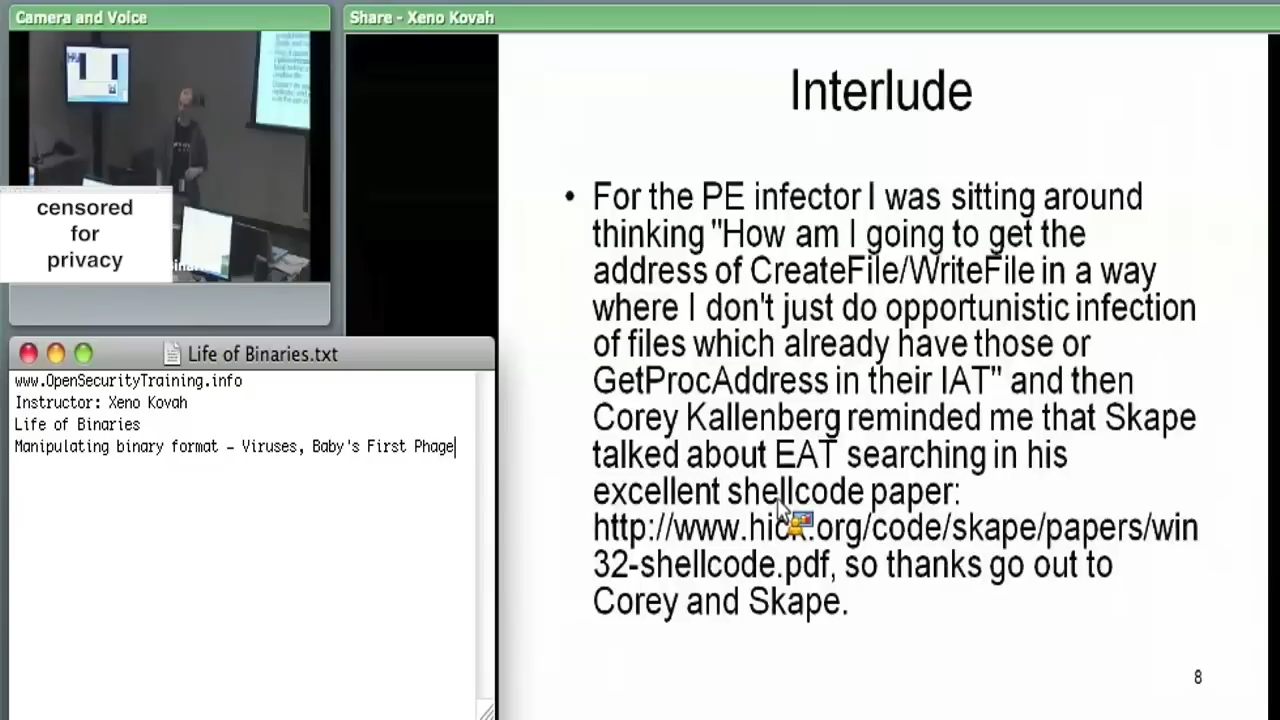 Camera and Voice
Share - Xeno Kovah
censored
for
privacy
Life of Binaries.txt
www.OpenSecurityTraining.info
Instructor: Xeno Kovah
Life of Binaries
Manipulating binary format – Viruses, Baby's First Phage
Interlude
• For the PE infector I was sitting around
thinking "How am I going to get the
address of CreateFile/WriteFile in a way
where I don't just do opportunistic infection
of files which already have those or
GetProcAddress in their IAT" and then
Corey Kallenberg reminded me that Skape
talked about EAT searching in his
excellent shellcode paper:
http://www.hick.org/code/skape/papers/win
32-shellcode.pdf, so thanks go out to
Corey and Skape.
8